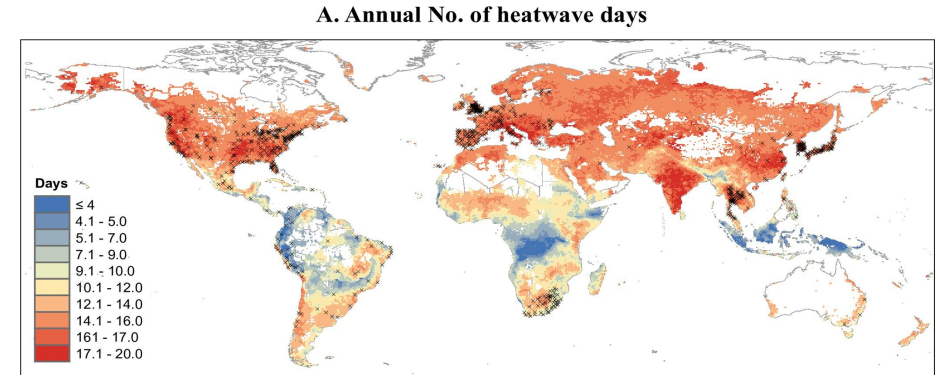 A. Annual No. of heatwave days
Days
≤ 4
4.1 - 5.0
5.1 - 7.0
7.1 - 9.0
9.1 - 10.0
10.1 - 12.0
12.1 - 14.0
14.1 - 16.0
161 - 17.0
17.1 - 20.0